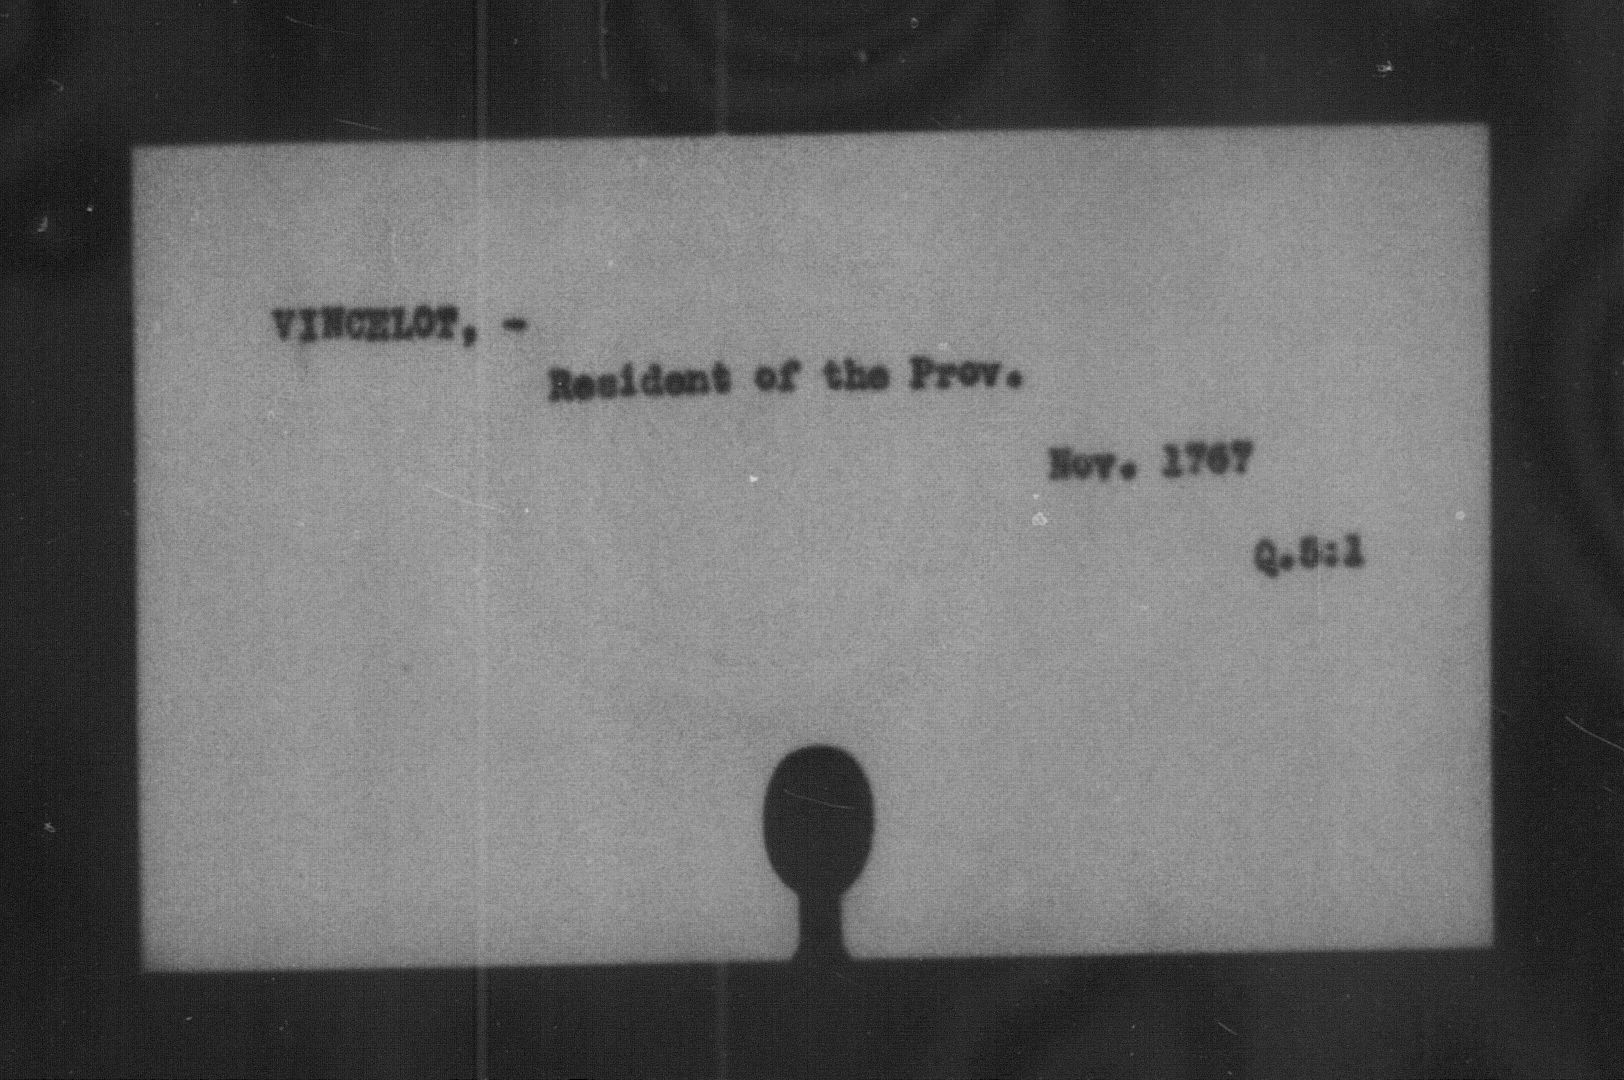 VINCELOT, -
Resident of the Prov.
Nov. 1767
Q.5:1